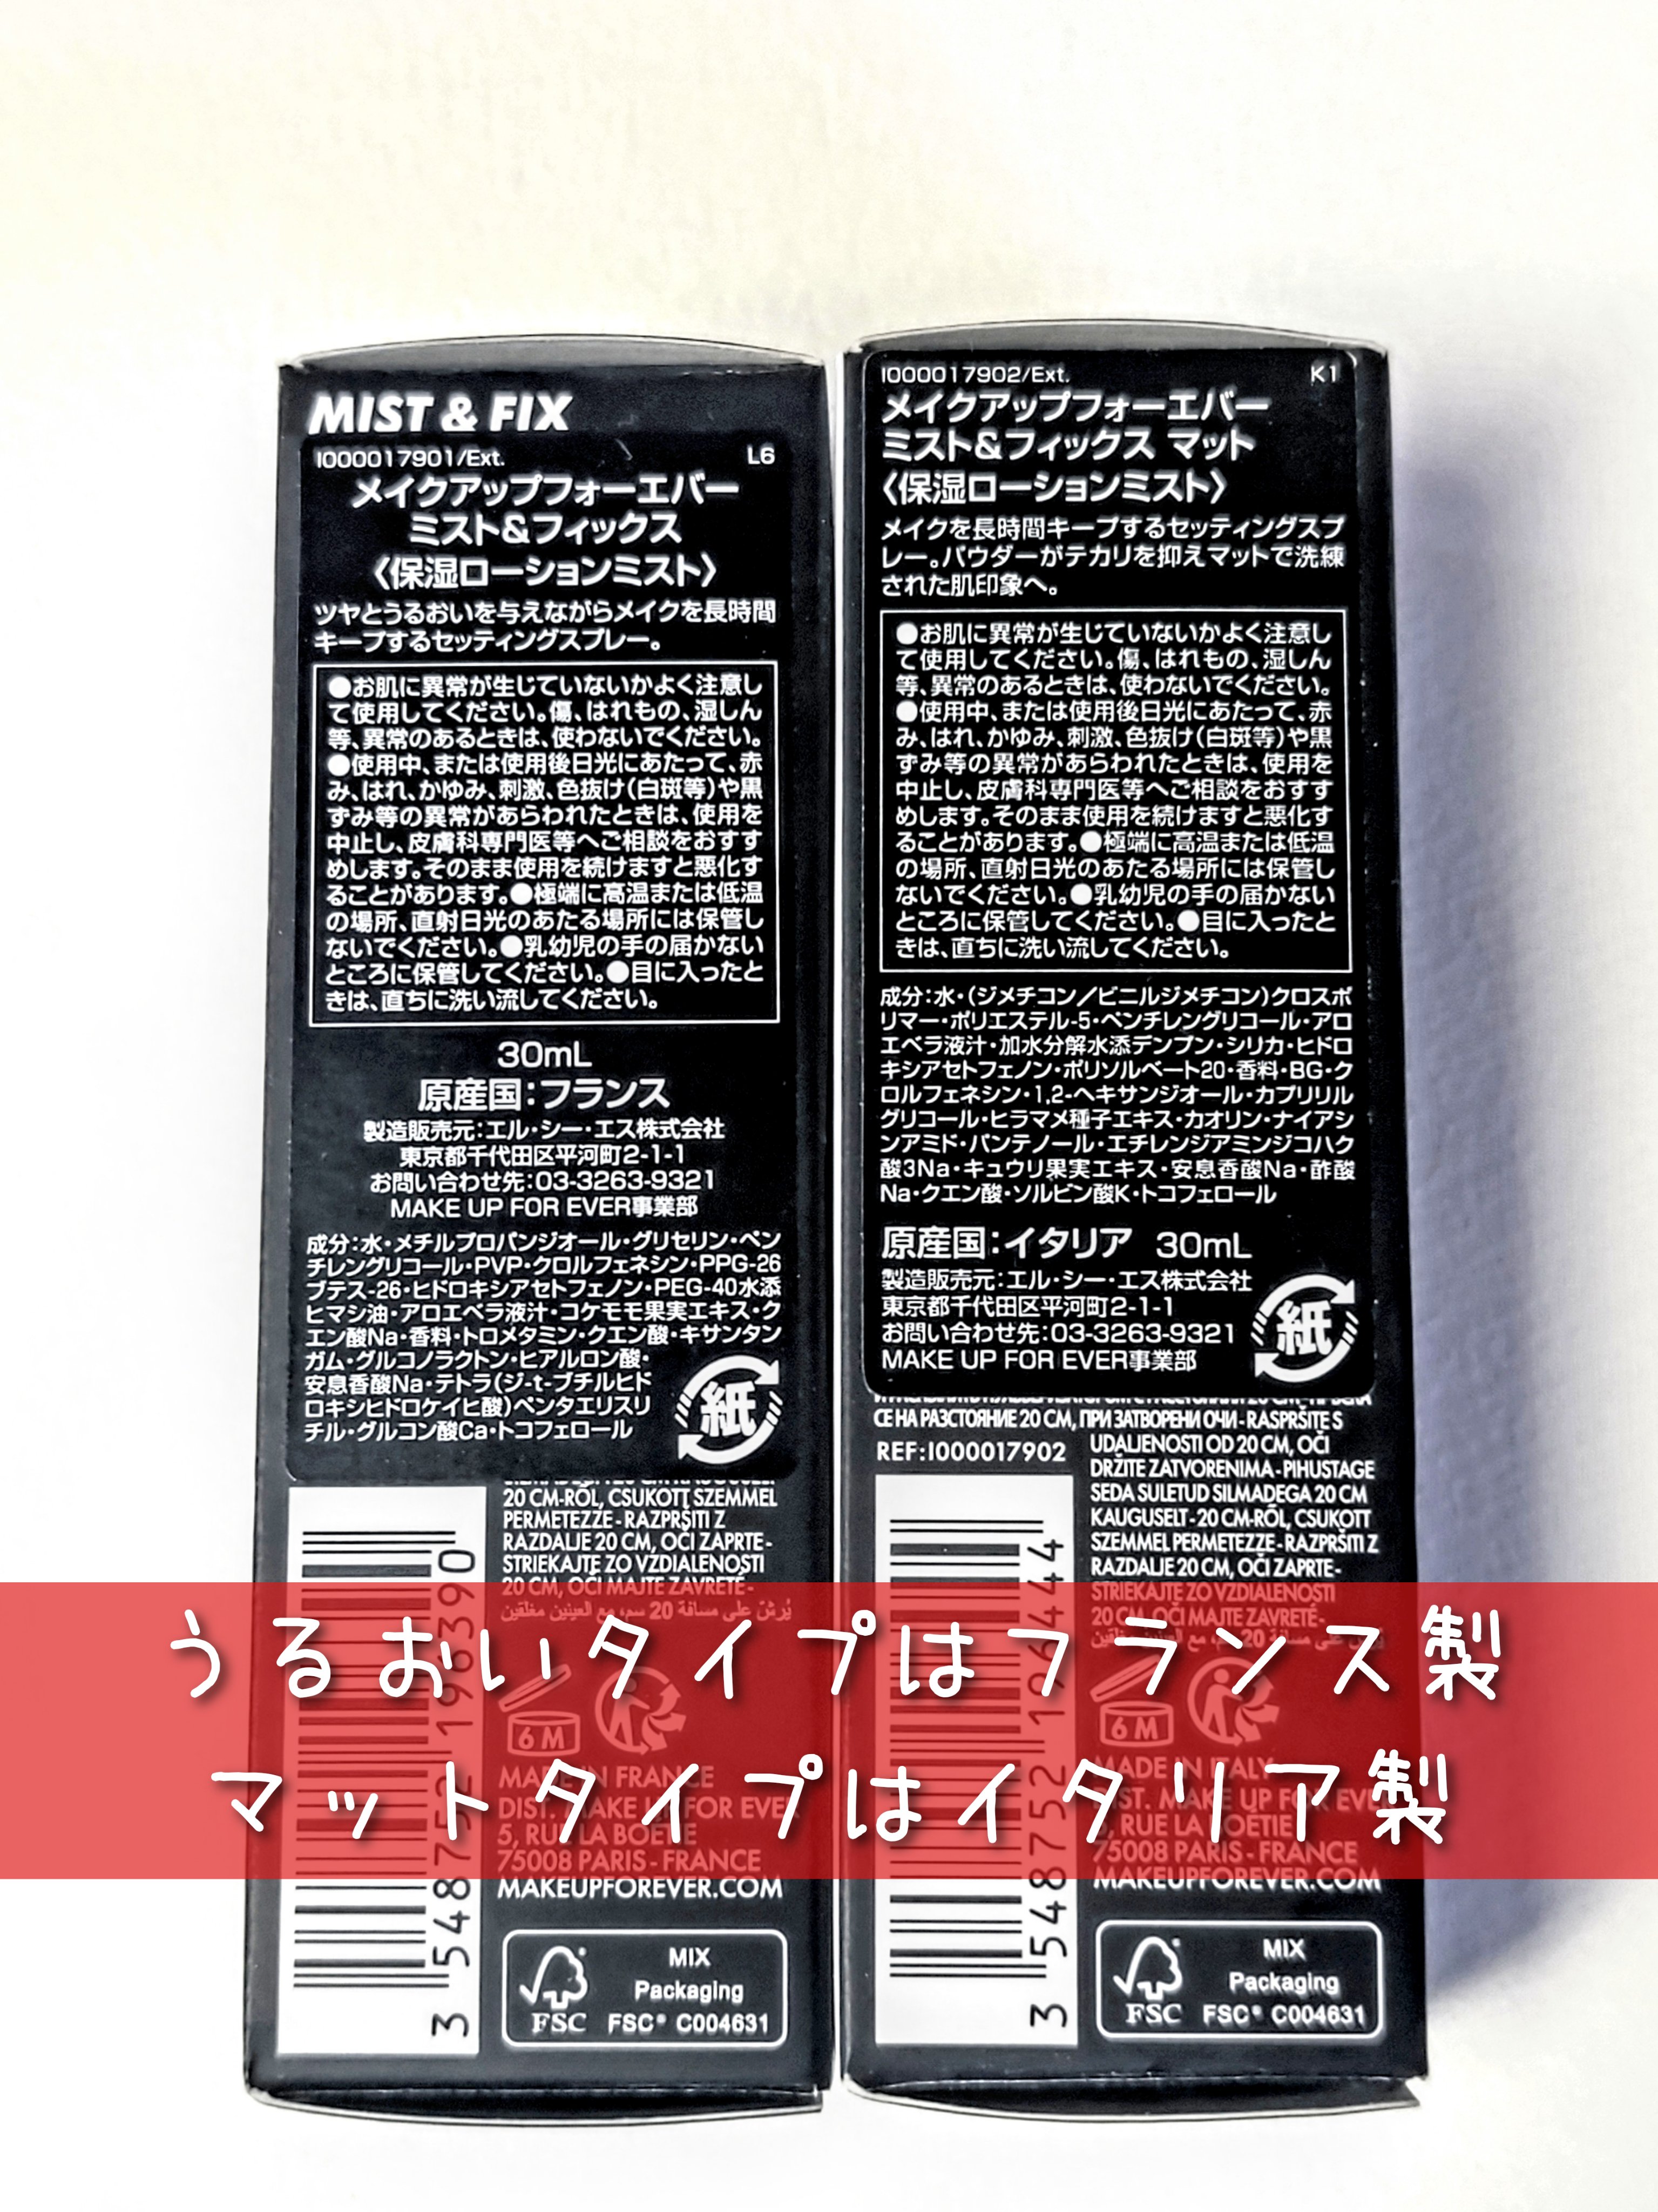 MIST & FIX
I000017901/Ext. L6
メイクアップフォーエバー
ミスト&フィックス
〈保湿ローションミスト〉
ツヤとうるおいを与えながらメイクを長時間
キープするセッティングスプレー。
●お肌に異常が生じていないかよく注意し
て使用してください。傷、はれもの、湿しん
等、異常のあるときは、使わないでください。
●使用中、または使用後日光にあたって、赤
み、はれ、かゆみ、刺激、色抜け(白斑等)や黒
ずみ等の異常があらわれたときは、使用を
中止し、皮膚科専門医等へご相談をおすす
めします。そのまま使用を続けますと悪化す
ることがあります。●極端に高温または低温
の場所、直射日光のあたる場所には保管し
ないでください。●乳幼児の手の届かない
ところに保管してください。●目に入ったと
きは、直ちに洗い流してください。
30mL
原産国:フランス
製造販売元:エル・シー・エス株式会社
東京都千代田区平河町2-1-1
お問い合わせ先:03-3263-9321
MAKE UP FOR EVER事業部
成分:水・メチルプロパンジオール・グリセリン・ペン
チレングリコール・PVP・クロルフェネシン・PPG-26
ブテス-26・ヒドロキシアセトフェノン・PEG-40水添
ヒマシ油・アロエベラ液汁・コケモモ果実エキス・ク
エン酸Na・香料・トロメタミン・クエン酸・キサンタン
ガム・グルコノラクトン・ヒアルロン酸・
安息香酸Na・テトラ(ジ-t-ブチルヒド
ロキシヒドロケイヒ酸)ペンタエリスリ
チル・グルコン酸Ca・トコフェロール
紙
20 CM-RŐL, CSUKOTT SZEMMEL
PERMETEZZE - RAZPRŠITI Z
RAZDALJE 20 CM, OČI ZAPRTE -
STRIEKAJTE ZO VZDIALENOSTI
20 CM, OČI MAJTE ZAVRETÉ -
يُرشّ على مسافة 20 سم، مع العينين مغلقتين
6 M
MADE IN FRANCE
DIST. MAKE UP FOR EVER
5, RUE LA BOÉTIE
75008 PARIS - FRANCE
MAKEUPFOREVER.COM
3 548752 196390
FSC
MIX
Packaging
FSC® C004631
I000017902/Ext. K1
メイクアップフォーエバー
ミスト&フィックス マット
〈保湿ローションミスト〉
メイクを長時間キープするセッティングスプ
レー。パウダーがテカリを抑えマットで洗練
された肌印象へ。
●お肌に異常が生じていないかよく注意し
て使用してください。傷、はれもの、湿しん
等、異常のあるときは、使わないでください。
●使用中、または使用後日光にあたって、赤
み、はれ、かゆみ、刺激、色抜け(白斑等)や黒
ずみ等の異常があらわれたときは、使用を
中止し、皮膚科専門医等へご相談をおすす
めします。そのまま使用を続けますと悪化す
ることがあります。●極端に高温または低温
の場所、直射日光のあたる場所には保管し
ないでください。●乳幼児の手の届かない
ところに保管してください。●目に入ったと
きは、直ちに洗い流してください。
成分:水・(ジメチコン/ビニルジメチコン)クロスポ
リマー・ポリエステル-5・ペンチレングリコール・アロ
エベラ液汁・加水分解水添デンプン・シリカ・ヒドロ
キシアセトフェノン・ポリソルベート20・香料・BG・ク
ロルフェネシン・1,2-ヘキサンジオール・カプリリル
グリコール・ヒラマメ種子エキス・カオリン・ナイアシ
ンアミド・パンテノール・エチレンジアミンジコハク
酸3Na・キュウリ果実エキス・安息香酸Na・酢酸
Na・クエン酸・ソルビン酸K・トコフェロール
原産国:イタリア 30mL
製造販売元:エル・シー・エス株式会社
東京都千代田区平河町2-1-1
お問い合わせ先:03-3263-9321
MAKE UP FOR EVER事業部
紙
СЕ НА РАЗСТОЯНИЕ 20 СМ, ПРИ ЗАТВОРЕНИ ОЧИ - RASPRŠITE S
REF:I000017902
UDALJENOSTI OD 20 CM, OČI
DRŽITE ZATVORENIMA - PIHUSTAGE
SEDA SULETUD SILMADEGA 20 CM
KAUGUSELT - 20 CM-RŐL, CSUKOTT
SZEMMEL PERMETEZZE - RAZPRŠITI Z
RAZDALJE 20 CM, OČI ZAPRTE -
STRIEKAJTE ZO VZDIALENOSTI
20 CM, OČI MAJTE ZAVRETÉ -
6 M
MADE IN ITALY
DIST. MAKE UP FOR EVER
5, RUE LA BOÉTIE
75008 PARIS - FRANCE
MAKEUPFOREVER.COM
3 548752 196444
FSC
MIX
Packaging
FSC® C004631
うるおいタイプはフランス製
マットタイプはイタリア製